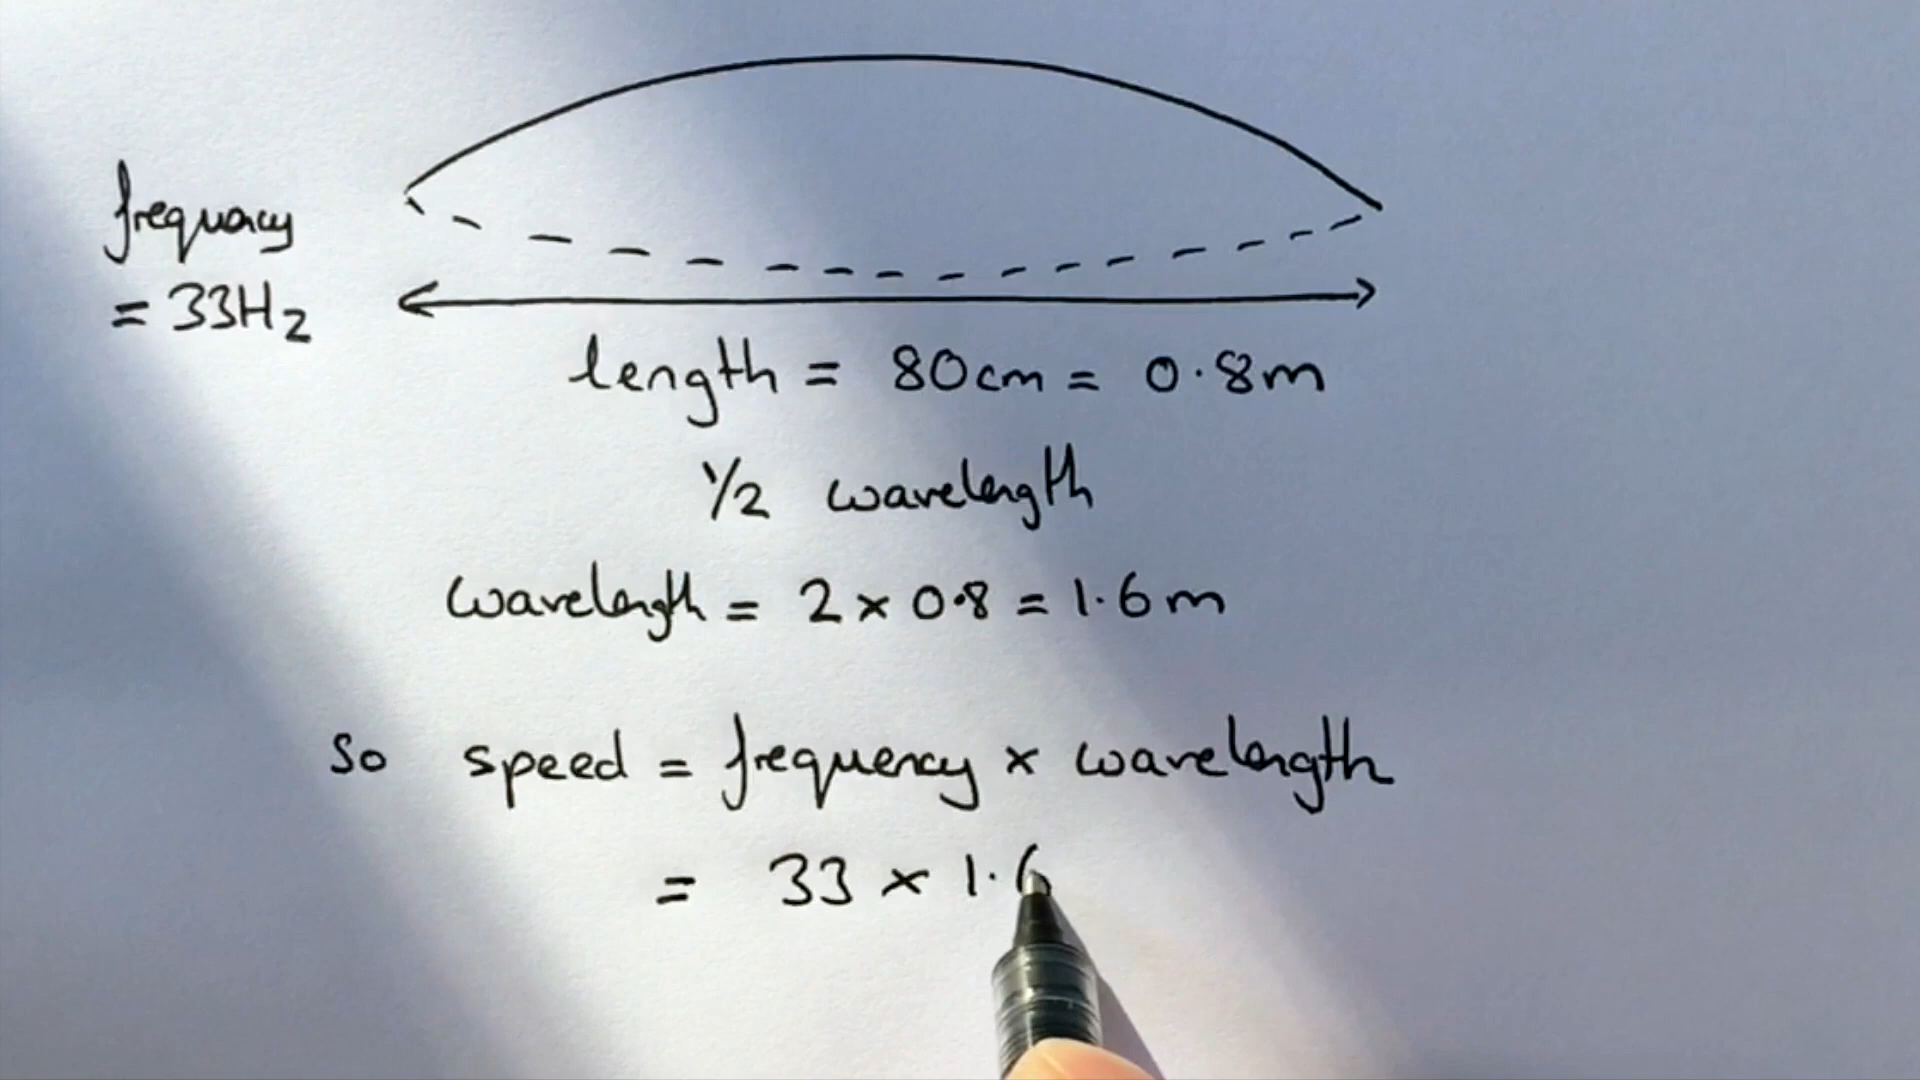 frequency
= 33Hz
length = 80cm = 0.8m
1/2 wavelength
wavelength = 2 x 0.8 = 1.6m
So speed = frequency x wavelength
= 33 x 1.6